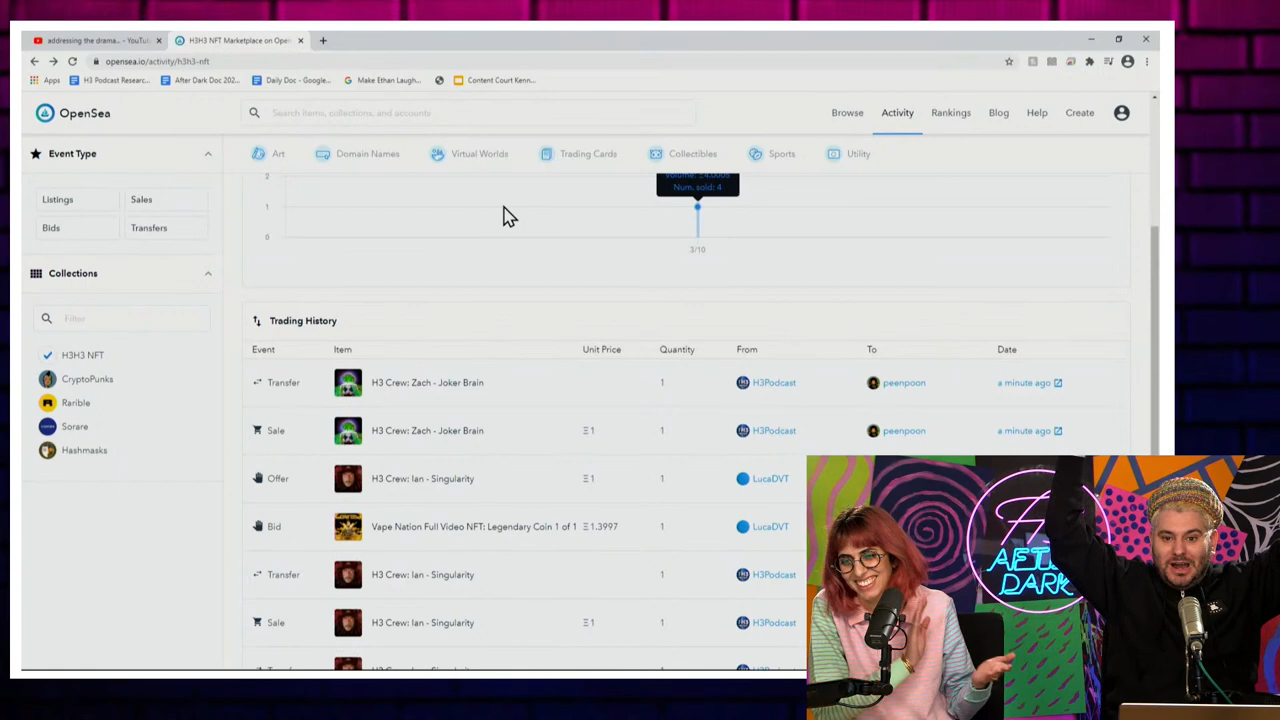 addressing the drama... - YouTu
H3H3 NFT Marketplace on Open
opensea.io/activity/h3h3-nft
Apps
H3 Podcast Researc...
After Dark Doc 202...
Daily Doc - Google...
Make Ethan Laugh...
Content Court Kenn...
OpenSea
Search items, collections, and accounts
Browse
Activity
Rankings
Blog
Help
Create
Event Type
Art
Domain Names
Virtual Worlds
Trading Cards
Collectibles
Sports
Utility
Listings
Sales
Bids
Transfers
2
1
0
Num. sold: 4
3/10
Collections
Filter
H3H3 NFT
CryptoPunks
Rarible
Sorare
Hashmasks
Trading History
Event Item Unit Price Quantity From To Date
Transfer H3 Crew: Zach - Joker Brain 1 H3Podcast peenpoon a minute ago
Sale H3 Crew: Zach - Joker Brain Ξ1 1 H3Podcast peenpoon a minute ago
Offer H3 Crew: Ian - Singularity Ξ1 1 LucaDVT
Bid Vape Nation Full Video NFT: Legendary Coin 1 of 1 Ξ1.3997 1 LucaDVT
Transfer H3 Crew: Ian - Singularity 1 H3Podcast
Sale H3 Crew: Ian - Singularity Ξ1 1 H3Podcast
AFTER
DARK